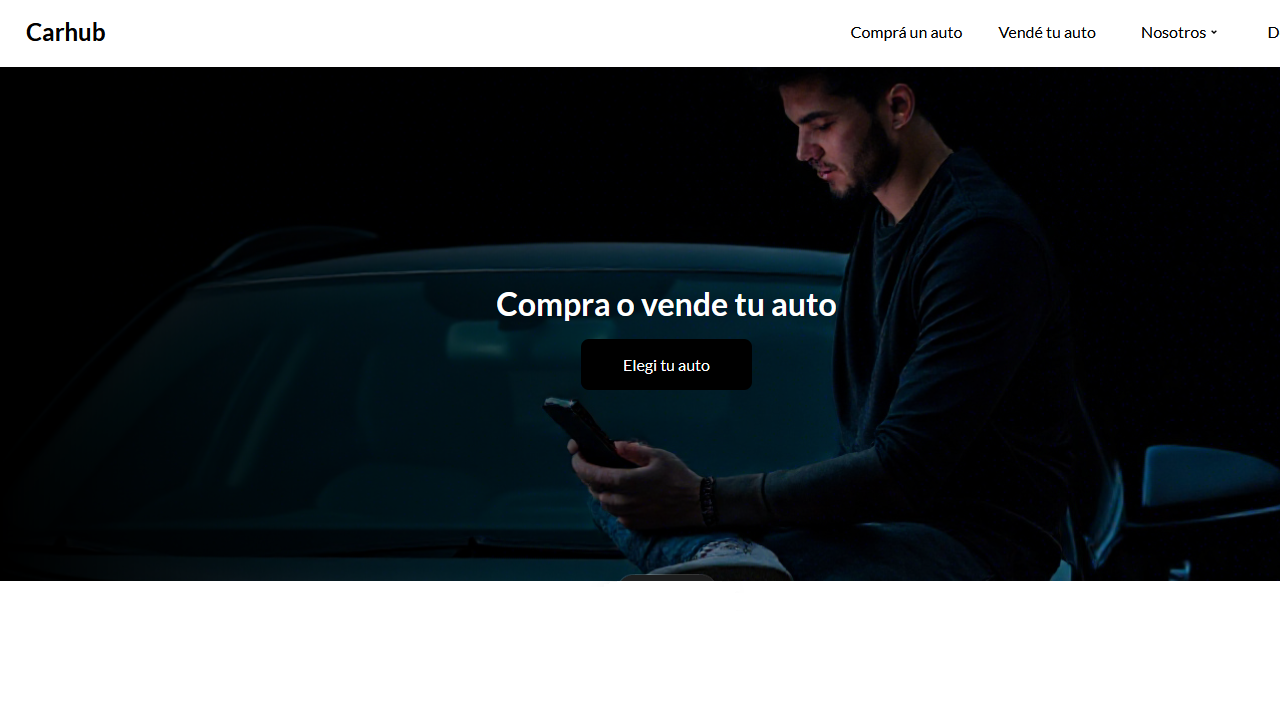 Carhub
Comprá un auto
Vendé tu auto
Nosotros
D
Compra o vende tu auto
Elegi tu auto